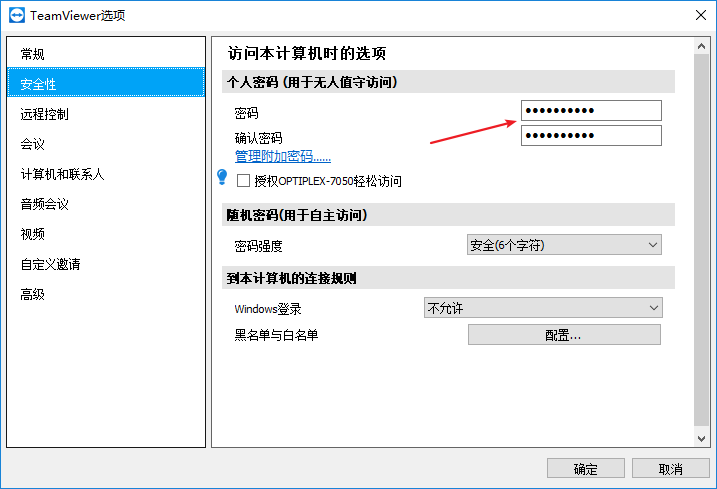 TeamViewer选项
常规
安全性
远程控制
会议
计算机和联系人
音频会议
视频
自定义邀请
高级
访问本计算机时的选项
个人密码 (用于无人值守访问)
密码
••••••••••
确认密码
••••••••••
管理附加密码......
授权OPTIPLEX-7050轻松访问
随机密码(用于自主访问)
密码强度
安全(6个字符)
到本计算机的连接规则
Windows登录
不允许
黑名单与白名单
配置...
确定
取消